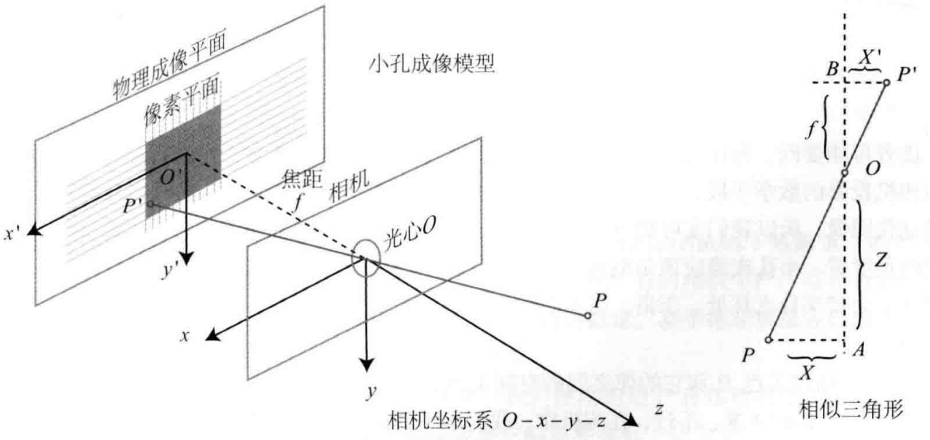 小孔成像模型
物理成像平面
像素平面
O'
P'
x'
y'
焦距
f
相机
光心O
x
y
z
P
相机坐标系 O-x-y-z
B
X'
P'
f
O
Z
P
X
A
相似三角形